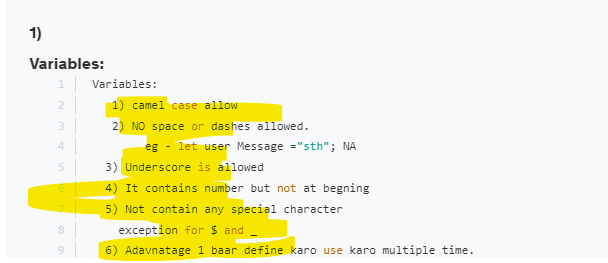 1)
Variables:
1 Variables:
2 1) camel case allow
3 2) NO space or dashes allowed.
4 eg - let user Message ="sth"; NA
5 3) Underscore is allowed
6 4) It contains number but not at begning
7 5) Not contain any special character
8 exception for $ and _
9 6) Adavnatage 1 baar define karo use karo multiple time.